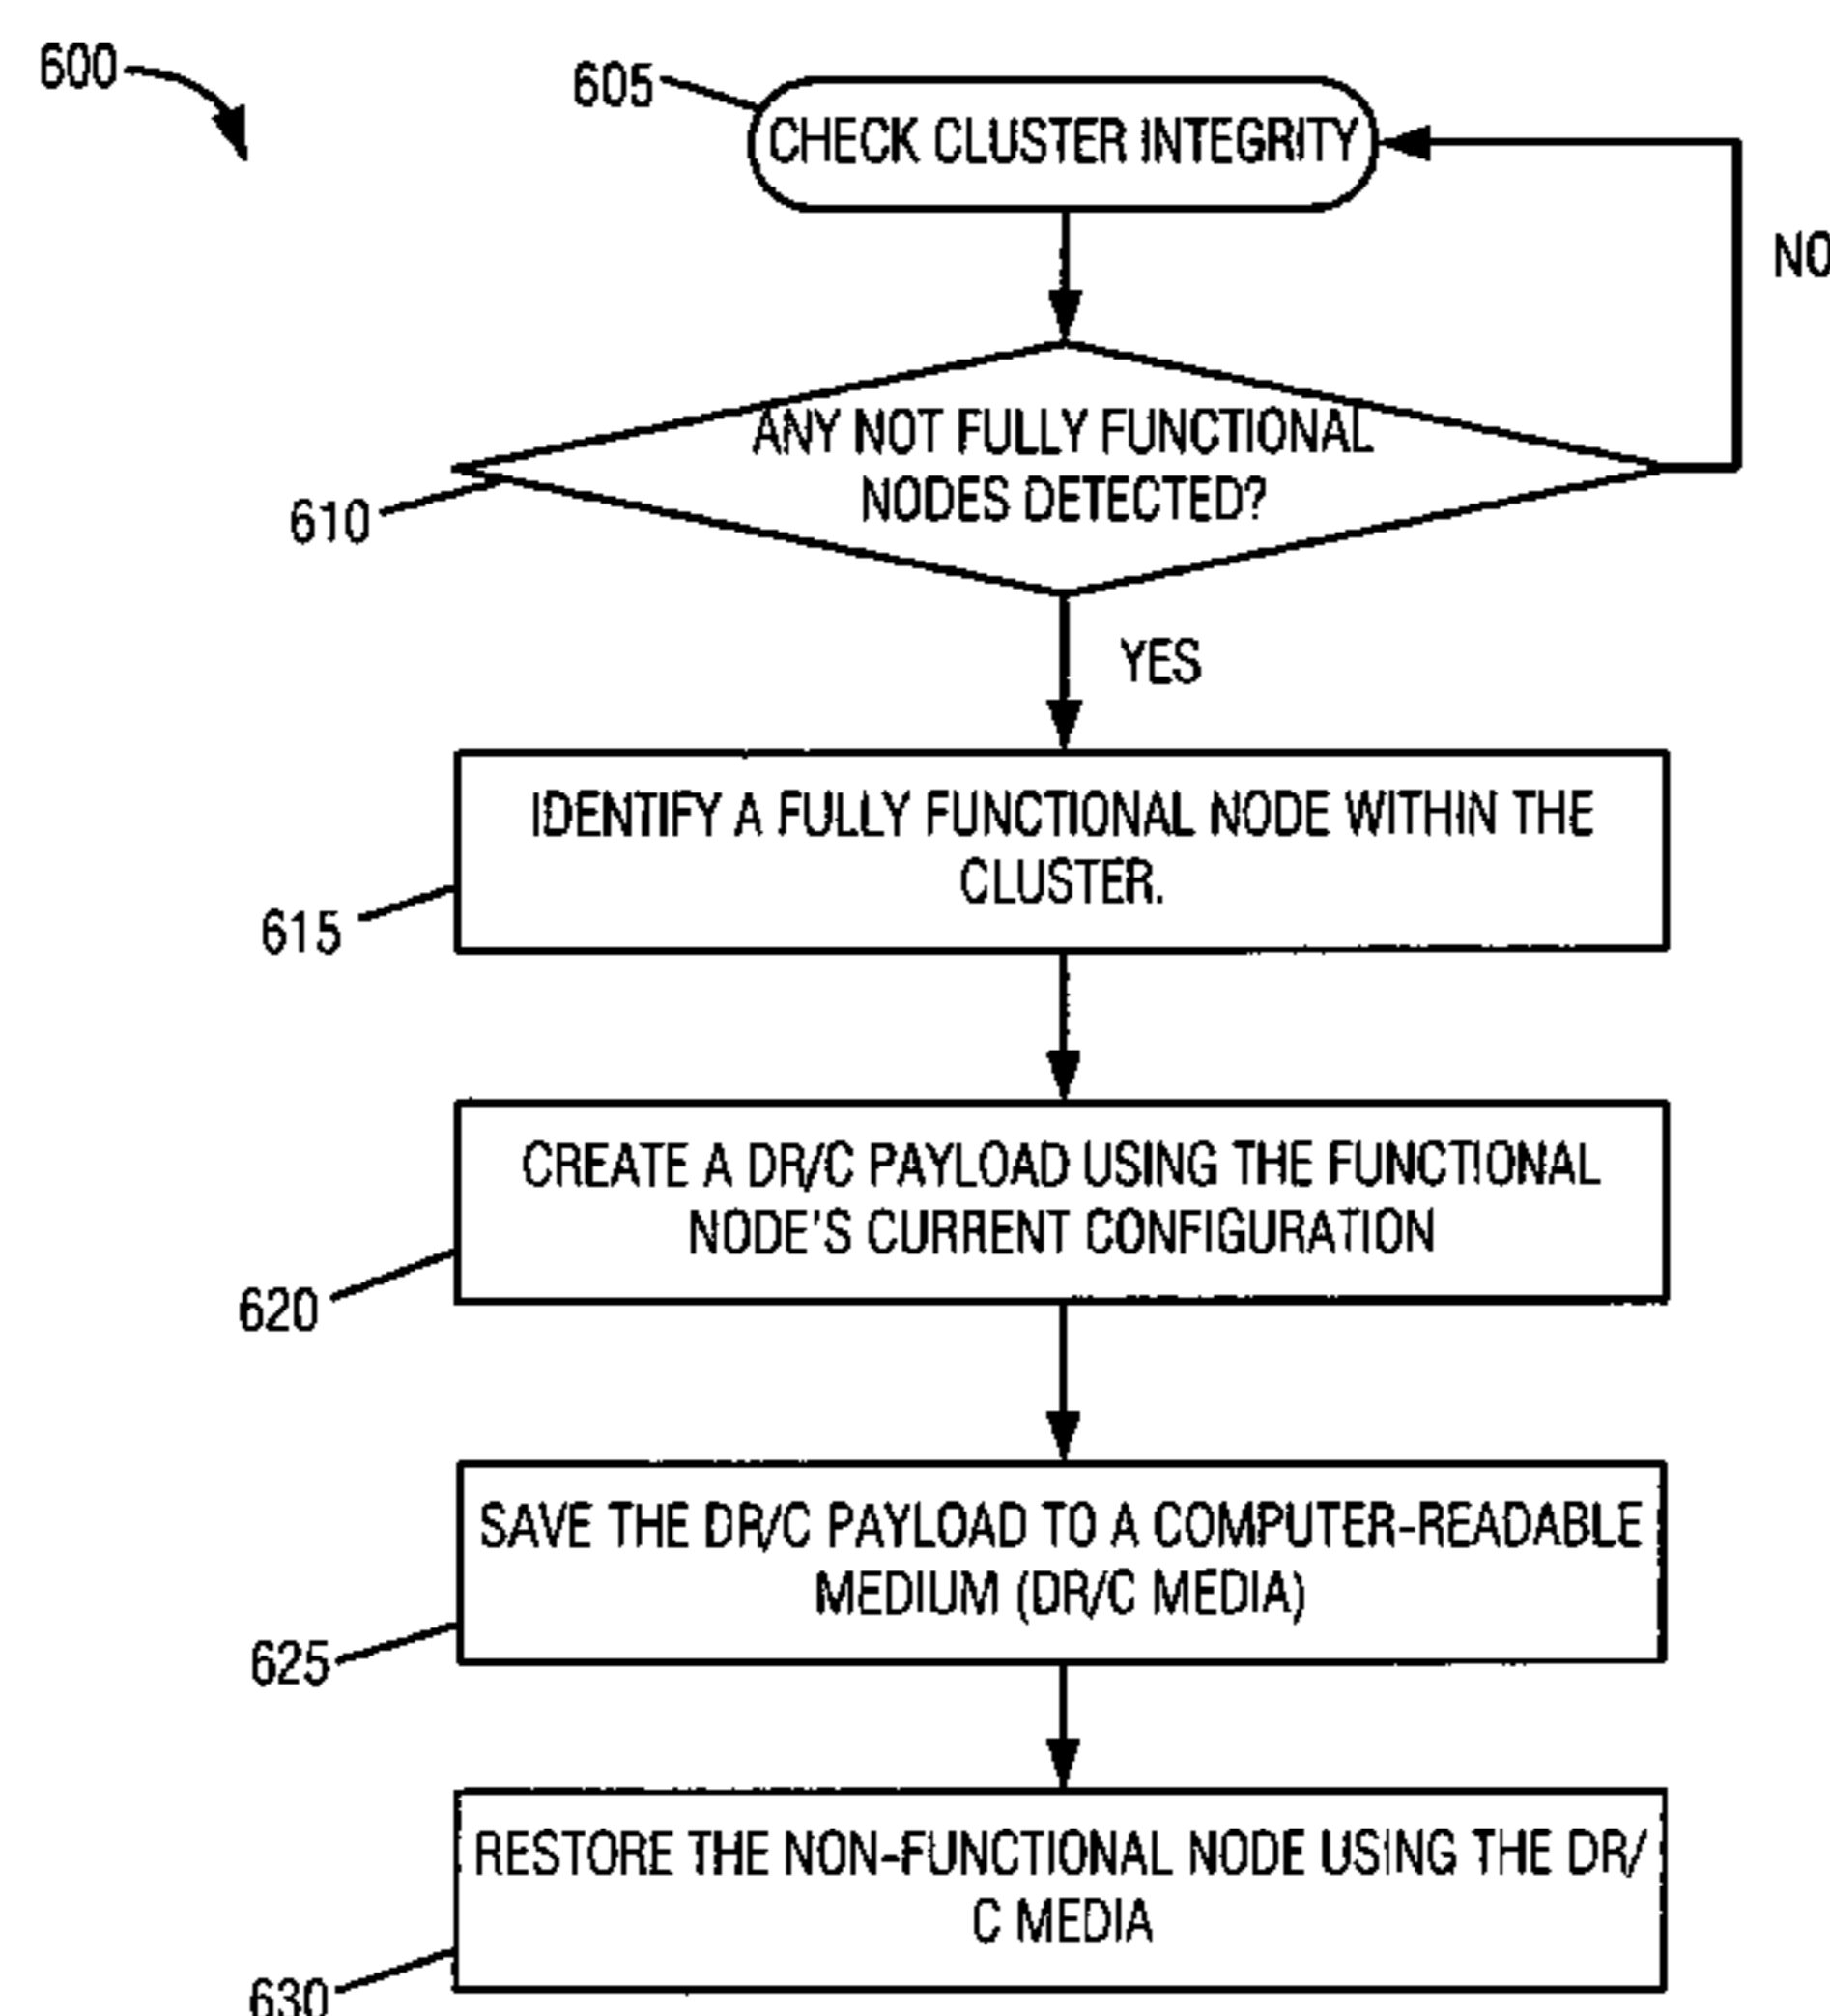 600
605
CHECK CLUSTER INTEGRITY
NO
ANY NOT FULLY FUNCTIONAL
NODES DETECTED?
610
YES
IDENTIFY A FULLY FUNCTIONAL NODE WITHIN THE
CLUSTER.
615
CREATE A DR/C PAYLOAD USING THE FUNCTIONAL
NODE'S CURRENT CONFIGURATION
620
SAVE THE DR/C PAYLOAD TO A COMPUTER-READABLE
MEDIUM (DR/C MEDIA)
625
RESTORE THE NON-FUNCTIONAL NODE USING THE DR/
C MEDIA
630